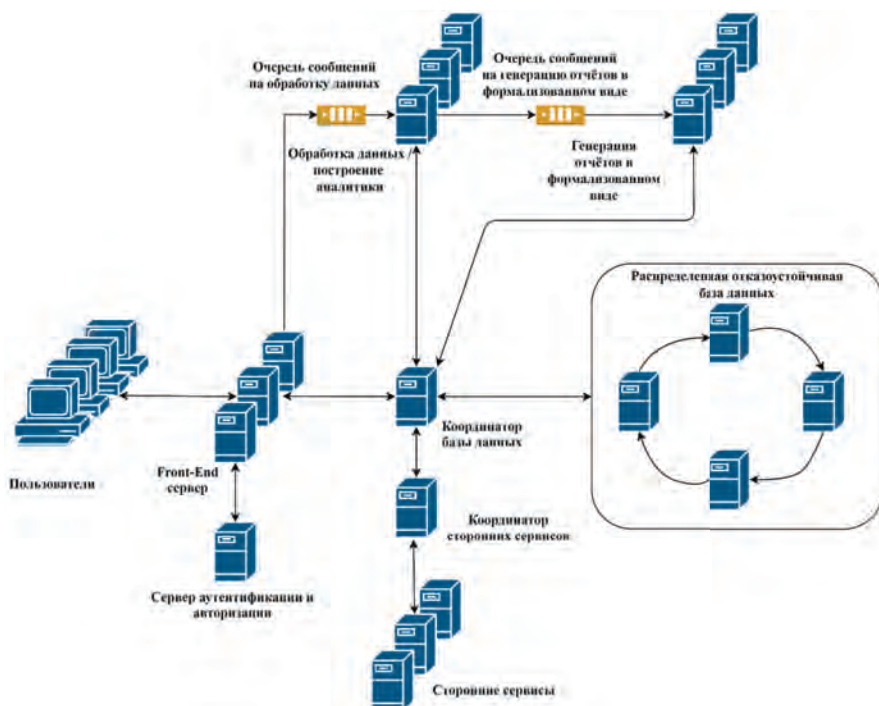 Очередь сообщений
на обработку данных
Очередь сообщений
на генерацию отчётов в
формализованном виде
Обработка данных /
построение
аналитики
Генерация
отчётов в
формализованном
виде
Распределенная отказоустойчивая
база данных
Пользователи
Front-End
сервер
Координатор
базы данных
Координатор
сторонних сервисов
Сервер аутентификации и
авторизации
Сторонние сервисы